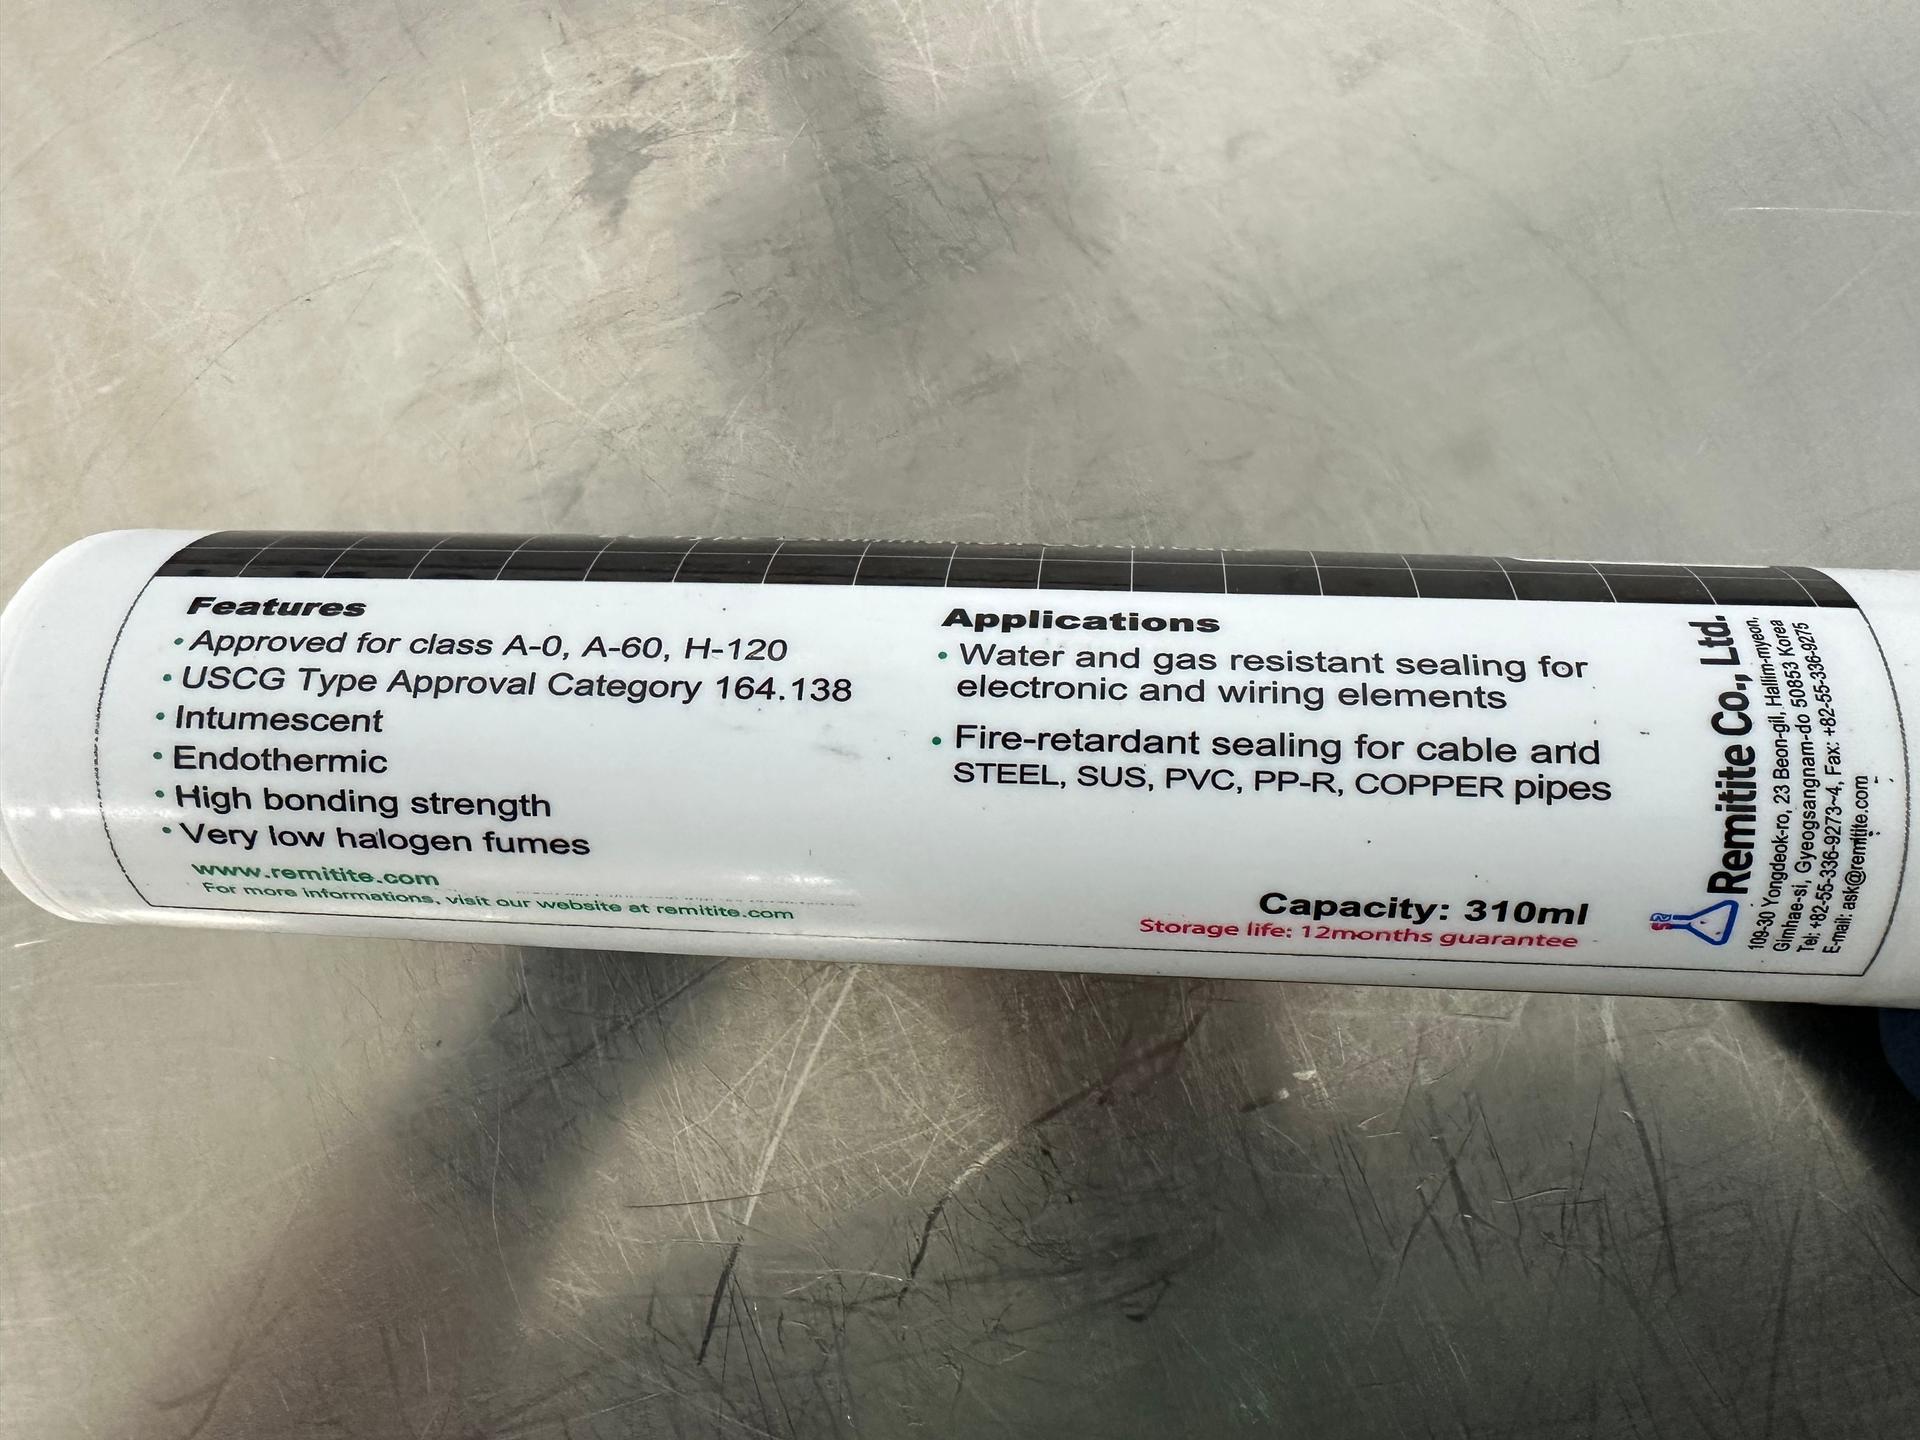 Features
• Approved for class A-0, A-60, H-120
• USCG Type Approval Category 164.138
• Intumescent
• Endothermic
• High bonding strength
• Very low halogen fumes
www.remitite.com
For more informations, visit our website at remitite.com
Applications
• Water and gas resistant sealing for
electronic and wiring elements
• Fire-retardant sealing for cable and
STEEL, SUS, PVC, PP-R, COPPER pipes
Capacity: 310ml
Storage life: 12months guarantee
Remitite Co., Ltd.
109-30 Yongdeok-ro, 23 Beon-gil, Hallim-myeon,
Gimhae-si, Gyeogsangnam-do 50853 Korea
Tel: +82-55-336-9273~4, Fax: +82-55-336-9275
E-mail: ask@remitite.com